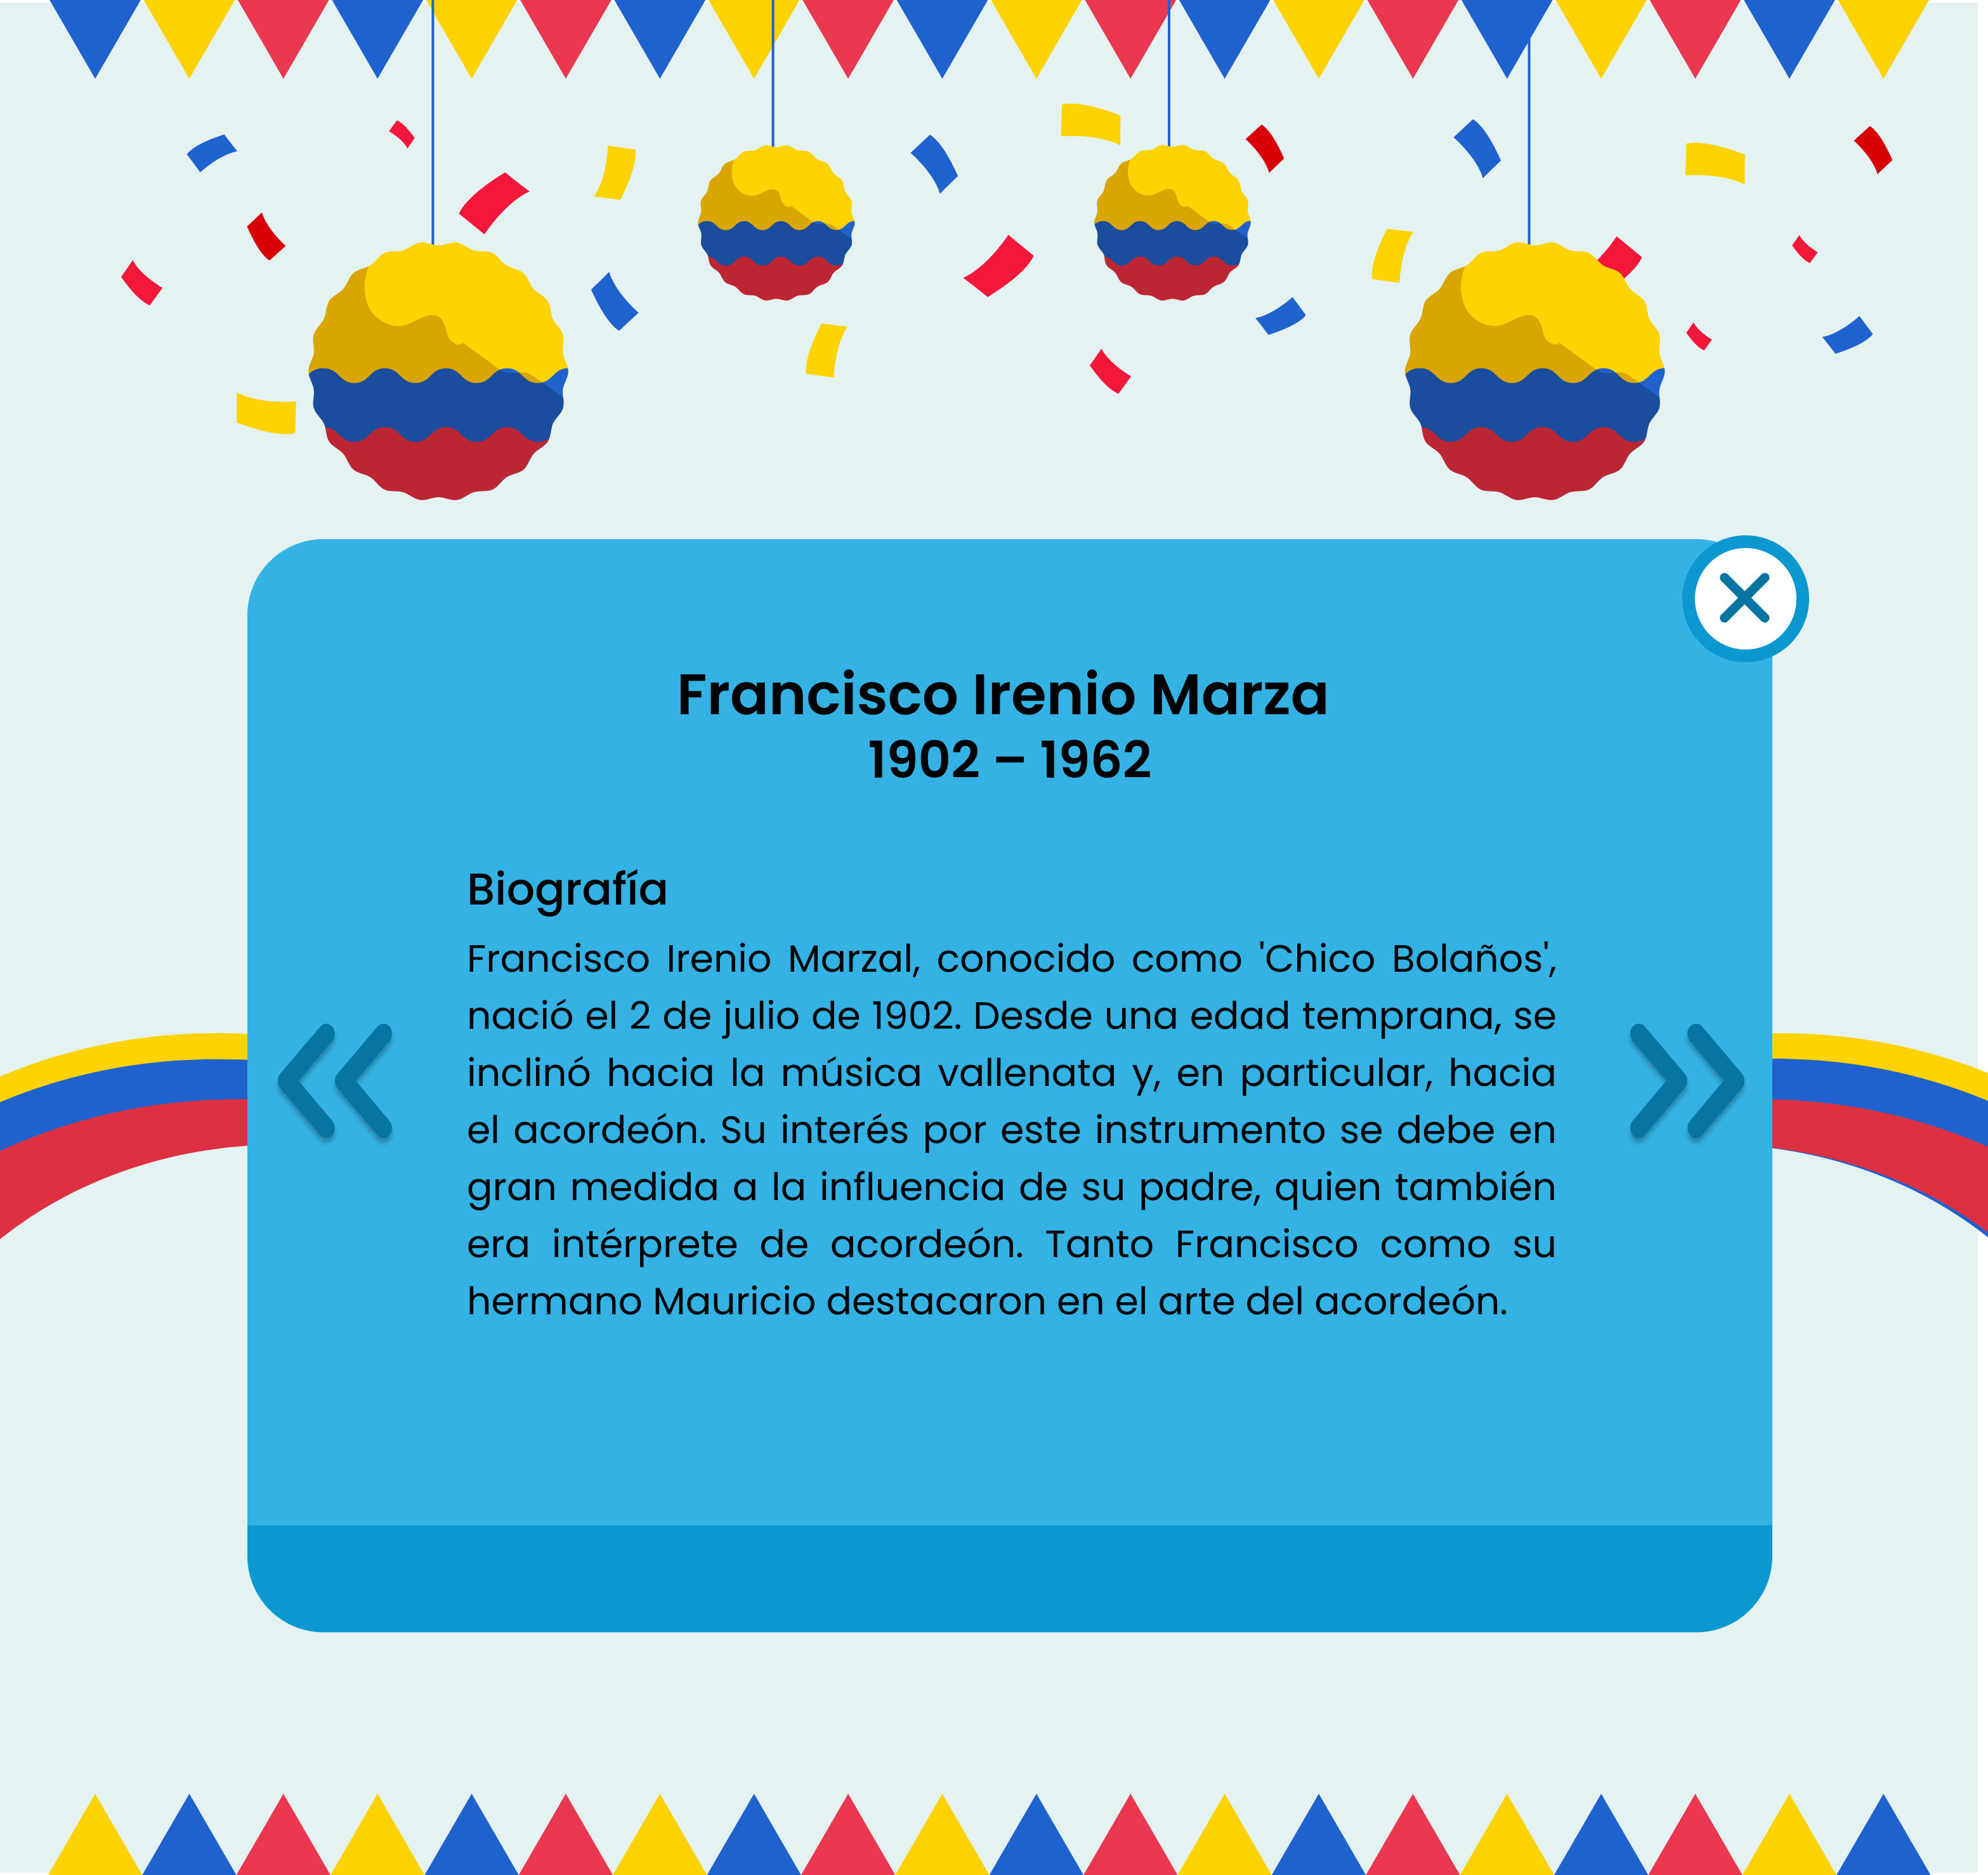 Francisco Irenio Marza
1902 – 1962
Biografía
Francisco Irenio Marzal, conocido como 'Chico Bolaños',
nació el 2 de julio de 1902. Desde una edad temprana, se
inclinó hacia la música vallenata y, en particular, hacia
el acordeón. Su interés por este instrumento se debe en
gran medida a la influencia de su padre, quien también
era intérprete de acordeón. Tanto Francisco como su
hermano Mauricio destacaron en el arte del acordeón.